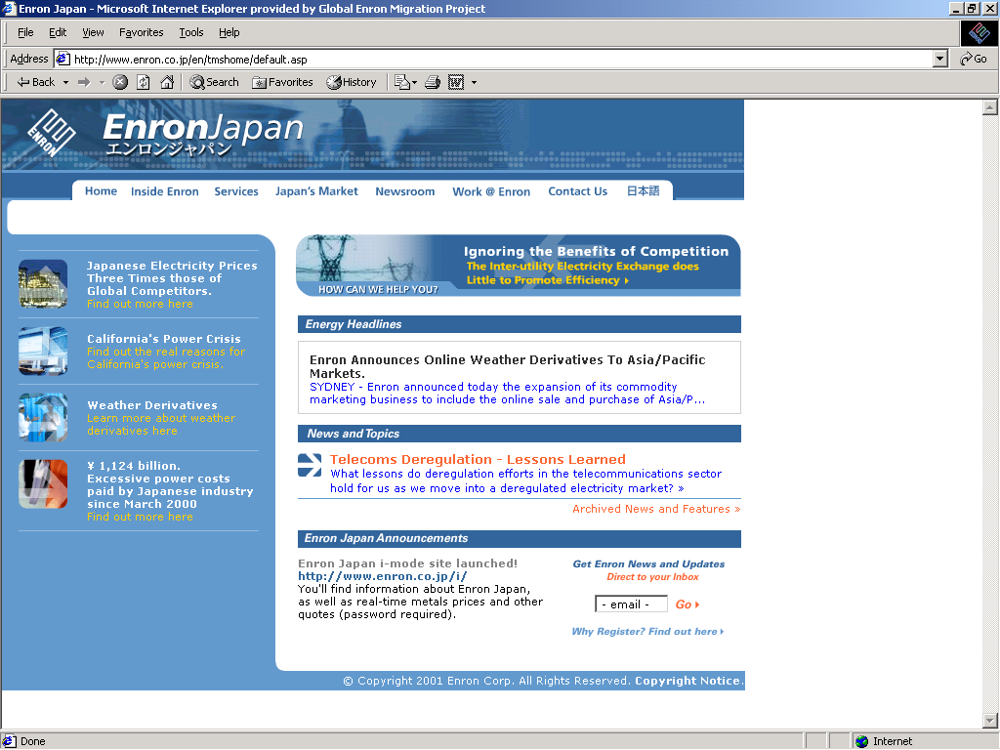 Enron Japan - Microsoft Internet Explorer provided by Global Enron Migration Project
File Edit View Favorites Tools Help
Address http://www.enron.co.jp/en/tmshome/default.asp Go
Back Search Favorites History
ENRON
EnronJapan
エンロンジャパン
Home Inside Enron Services Japan's Market Newsroom Work @ Enron Contact Us 日本語
Japanese Electricity Prices
Three Times those of
Global Competitors.
Find out more here
California's Power Crisis
Find out the real reasons for
California's power crisis.
Weather Derivatives
Learn more about weather
derivatives here
¥ 1,124 billion.
Excessive power costs
paid by Japanese industry
since March 2000
Find out more here
Ignoring the Benefits of Competition
The Inter-utility Electricity Exchange does
Little to Promote Efficiency
HOW CAN WE HELP YOU?
Energy Headlines
Enron Announces Online Weather Derivatives To Asia/Pacific
Markets.
SYDNEY - Enron announced today the expansion of its commodity
marketing business to include the online sale and purchase of Asia/P...
News and Topics
Telecoms Deregulation - Lessons Learned
What lessons do deregulation efforts in the telecommunications sector
hold for us as we move into a deregulated electricity market? »
Archived News and Features »
Enron Japan Announcements
Enron Japan i-mode site launched!
http://www.enron.co.jp/i/
You'll find information about Enron Japan,
as well as real-time metals prices and other
quotes (password required).
Get Enron News and Updates
Direct to your Inbox
- email - Go
Why Register? Find out here
© Copyright 2001 Enron Corp. All Rights Reserved. Copyright Notice.
Done Internet